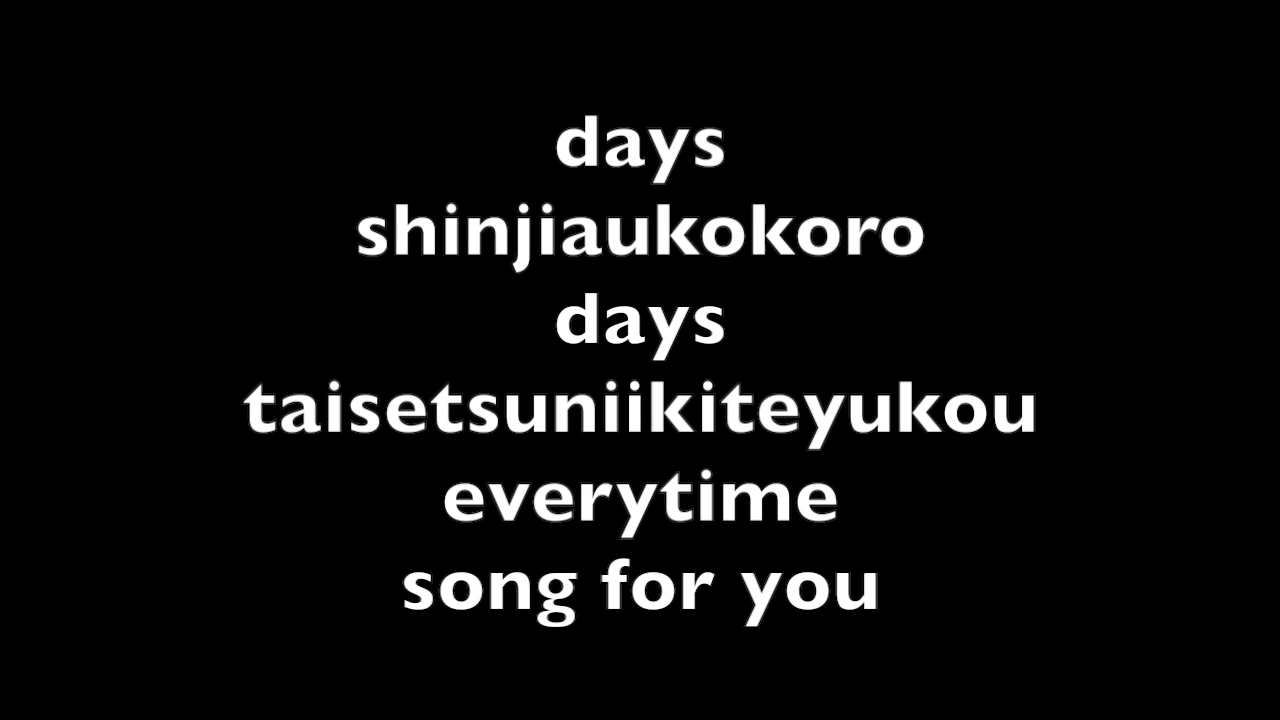 days
shinjiaukokoro
days
taisetsuniikiteyukou
everytime
song for you